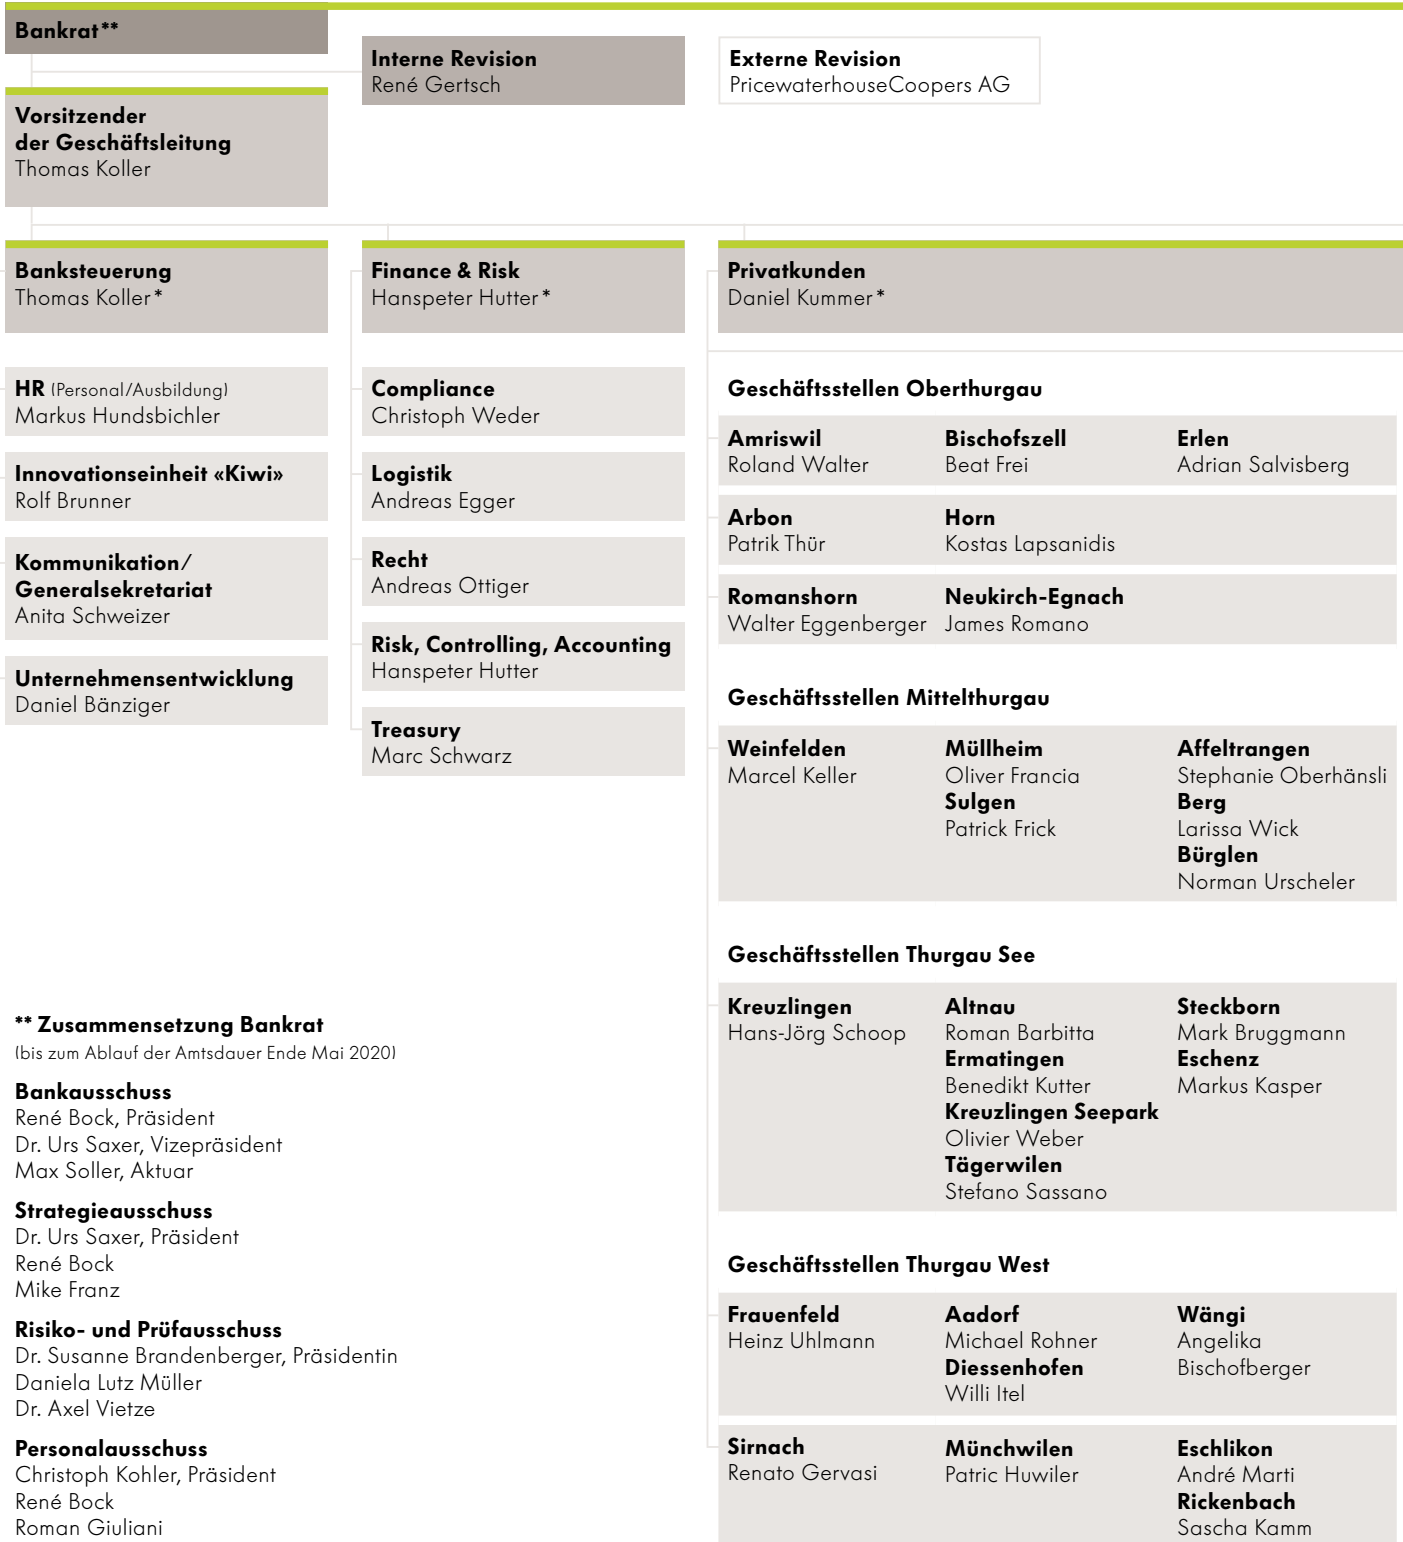 Bankrat**
Interne Revision
René Gertsch
Externe Revision
PricewaterhouseCoopers AG
Vorsitzender
der Geschäftsleitung
Thomas Koller
Banksteuerung
Thomas Koller*
Finance & Risk
Hanspeter Hutter*
Privatkunden
Daniel Kummer*
HR (Personal/Ausbildung)
Markus Hundsbichler
Innovationseinheit «Kiwi»
Rolf Brunner
Kommunikation/
Generalsekretariat
Anita Schweizer
Unternehmensentwicklung
Daniel Bänziger
Compliance
Christoph Weder
Logistik
Andreas Egger
Recht
Andreas Ottiger
Risk, Controlling, Accounting
Hanspeter Hutter
Treasury
Marc Schwarz
Geschäftsstellen Oberthurgau
Amriswil
Roland Walter
Bischofszell
Beat Frei
Erlen
Adrian Salvisberg
Arbon
Patrik Thür
Horn
Kostas Lapsanidis
Romanshorn
Walter Eggenberger
Neukirch-Egnach
James Romano
Geschäftsstellen Mittelthurgau
Weinfelden
Marcel Keller
Müllheim
Oliver Francia
Sulgen
Patrick Frick
Affeltrangen
Stephanie Oberhänsli
Berg
Larissa Wick
Bürglen
Norman Urscheler
Geschäftsstellen Thurgau See
Kreuzlingen
Hans-Jörg Schoop
Altnau
Roman Barbitta
Ermatingen
Benedikt Kutter
Kreuzlingen Seepark
Olivier Weber
Tägerwilen
Stefano Sassano
Steckborn
Mark Bruggmann
Eschenz
Markus Kasper
Geschäftsstellen Thurgau West
Frauenfeld
Heinz Uhlmann
Aadorf
Michael Rohner
Diessenhofen
Willi Itel
Wängi
Angelika
Bischofberger
Sirnach
Renato Gervasi
Münchwilen
Patric Huwiler
Eschlikon
André Marti
Rickenbach
Sascha Kamm
** Zusammensetzung Bankrat
(bis zum Ablauf der Amtsdauer Ende Mai 2020)
Bankausschuss
René Bock, Präsident
Dr. Urs Saxer, Vizepräsident
Max Soller, Aktuar
Strategieausschuss
Dr. Urs Saxer, Präsident
René Bock
Mike Franz
Risiko- und Prüfausschuss
Dr. Susanne Brandenberger, Präsidentin
Daniela Lutz Müller
Dr. Axel Vietze
Personalausschuss
Christoph Kohler, Präsident
René Bock
Roman Giuliani